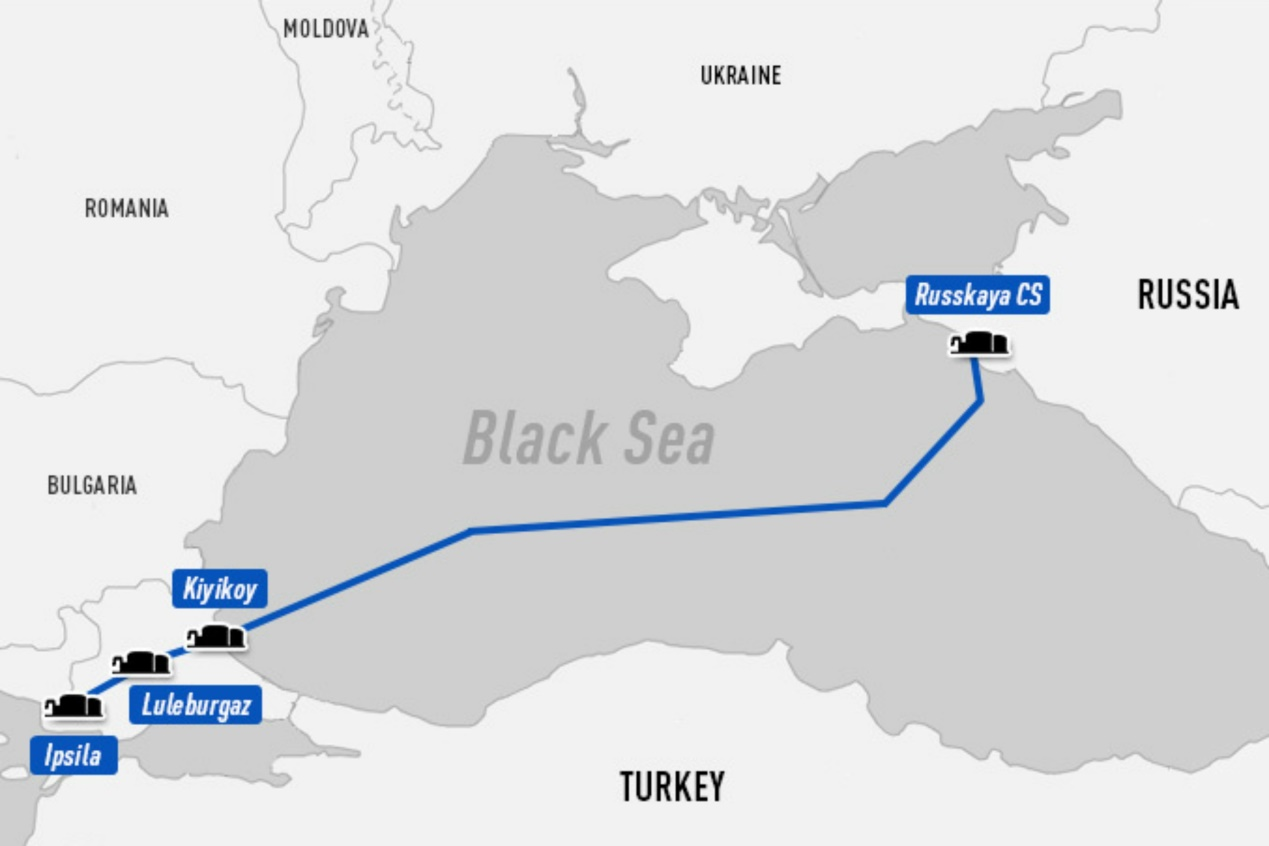 MOLDOVA
UKRAINE
ROMANIA
Russkaya CS
RUSSIA
Black Sea
BULGARIA
Kiyikoy
Luleburgaz
Ipsila
TURKEY